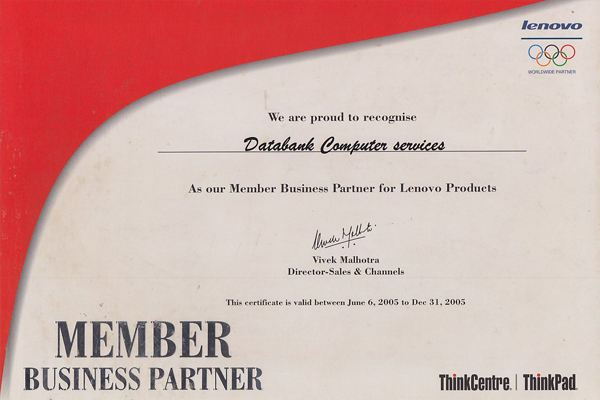 lenovo
WORLDWIDE PARTNER
We are proud to recognise
Databank Computer services
As our Member Business Partner for Lenovo Products
Vivek Malhotra
Director-Sales & Channels
This certificate is valid between June 6, 2005 to Dec 31, 2005
MEMBER
BUSINESS PARTNER
ThinkCentre. | ThinkPad.